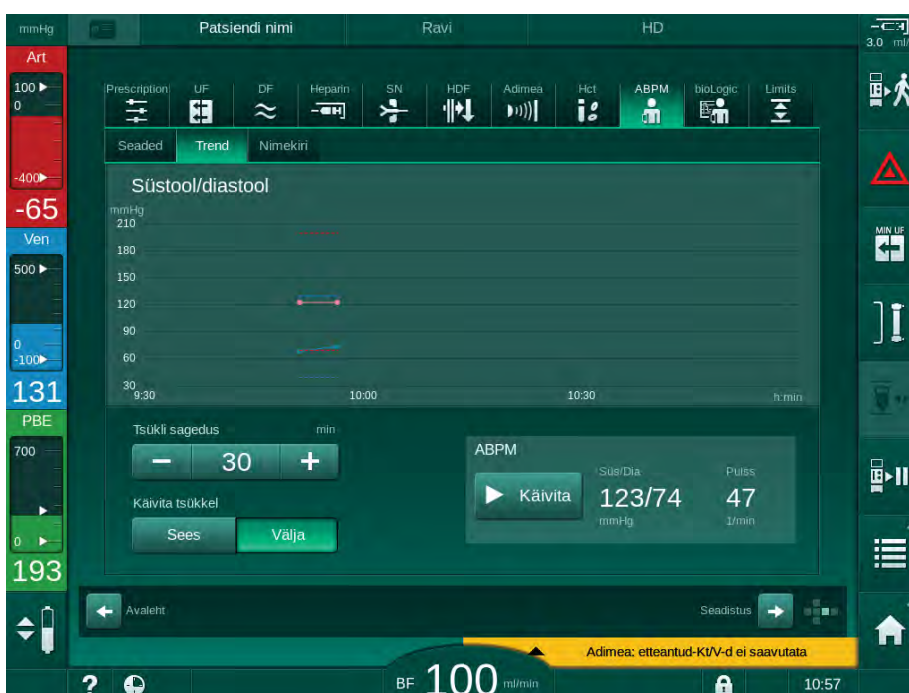 mmHg
Patsiendi nimi Ravi HD
3.0 ml/
Art
100
0
-400
-65
Ven
500
0
-100
131
PBE
700
0
193
Prescription UF DF Heparin SN HDF Adimea Hct ABPM bioLogic Limits
Seaded Trend Nimekiri
Süstool/diastool
mmHg
210
180
150
120
90
60
30
9:30 10:00 10:30 h:min
Tsükli sagedus min
30
Käivita tsükkel
Sees Välja
ABPM
Käivita
Süs/Dia Pulss
123/74 47
mmHg 1/min
MIN UF
Avaleht Seadistus
Adimea: etteantud-Kt/V-d ei saavutata
? BF 100 ml/min 10:57